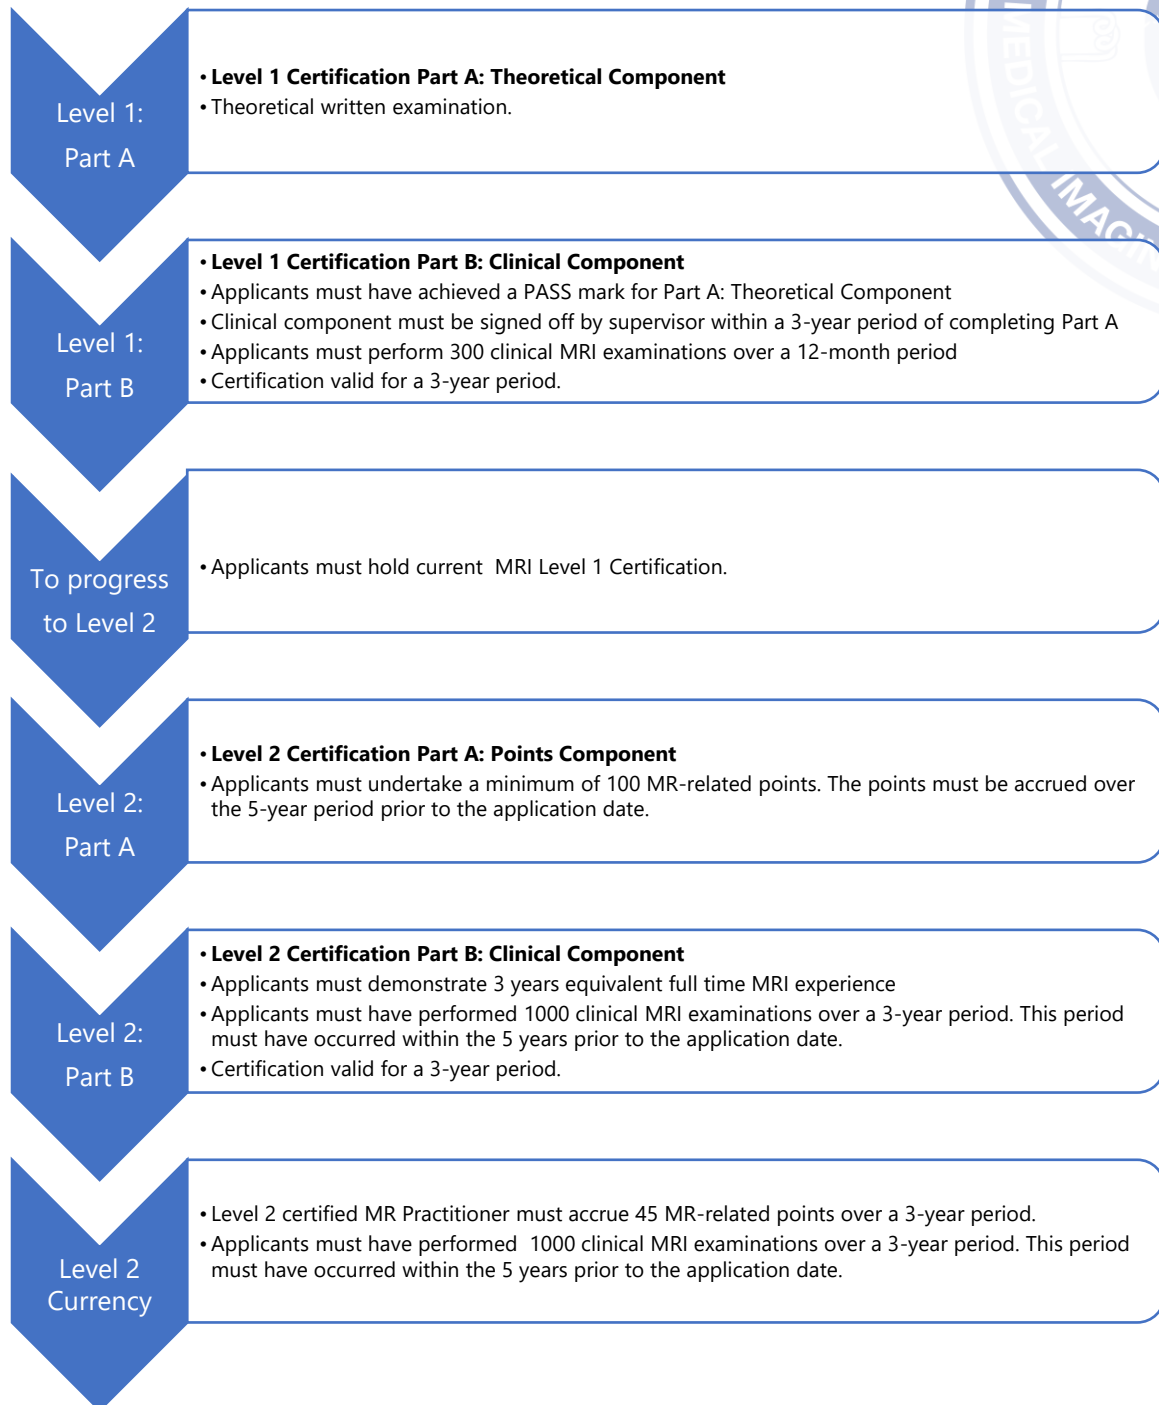 MEDICAL IMAGIN
Level 1:
Part A
• Level 1 Certification Part A: Theoretical Component
• Theoretical written examination.
Level 1:
Part B
• Level 1 Certification Part B: Clinical Component
• Applicants must have achieved a PASS mark for Part A: Theoretical Component
• Clinical component must be signed off by supervisor within a 3-year period of completing Part A
• Applicants must perform 300 clinical MRI examinations over a 12-month period
• Certification valid for a 3-year period.
To progress
to Level 2
• Applicants must hold current  MRI Level 1 Certification.
Level 2:
Part A
• Level 2 Certification Part A: Points Component
• Applicants must undertake a minimum of 100 MR-related points. The points must be accrued over
the 5-year period prior to the application date.
Level 2:
Part B
• Level 2 Certification Part B: Clinical Component
• Applicants must demonstrate 3 years equivalent full time MRI experience
• Applicants must have performed 1000 clinical MRI examinations over a 3-year period. This period
must have occurred within the 5 years prior to the application date.
• Certification valid for a 3-year period.
Level 2
Currency
• Level 2 certified MR Practitioner must accrue 45 MR-related points over a 3-year period.
• Applicants must have performed  1000 clinical MRI examinations over a 3-year period. This period
must have occurred within the 5 years prior to the application date.